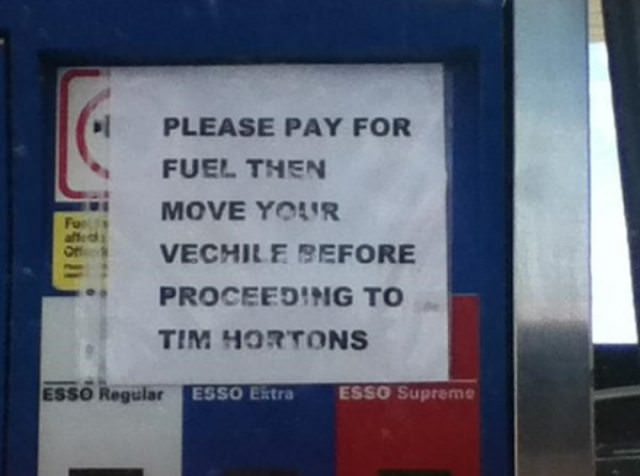 PLEASE PAY FOR
FUEL THEN
MOVE YOUR
VECHILE BEFORE
PROCEEDING TO
TIM HORTONS
ESSO Regular
ESSO Extra
ESSO Supreme